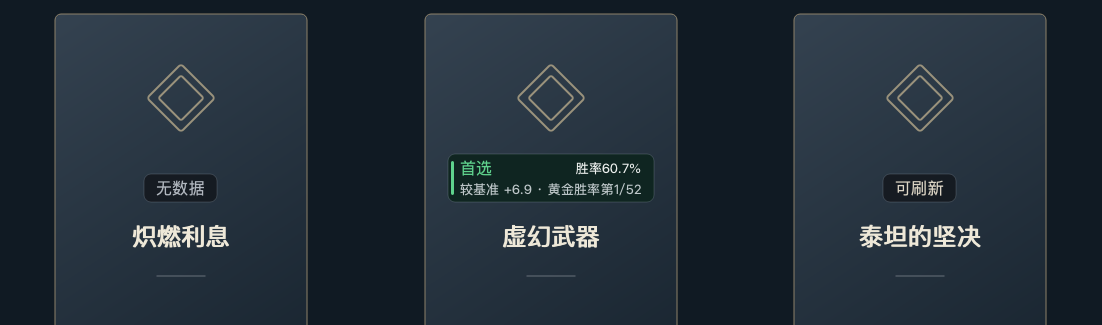 无数据
炽燃利息
首选 胜率60.7%
较基准 +6.9 · 黄金胜率第1/52
虚幻武器
可刷新
泰坦的坚决